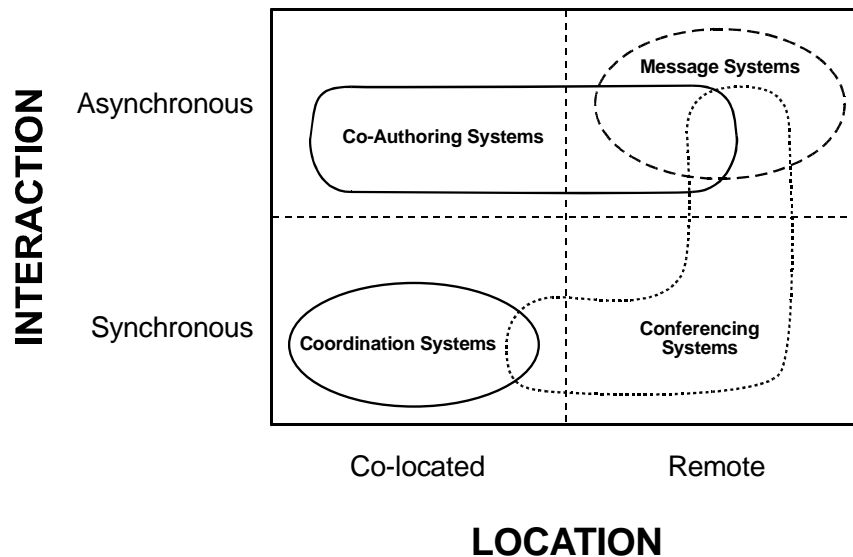 INTERACTION
Asynchronous
Synchronous
Message Systems
Co-Authoring Systems
Coordination Systems
Conferencing
Systems
Co-located
Remote
LOCATION